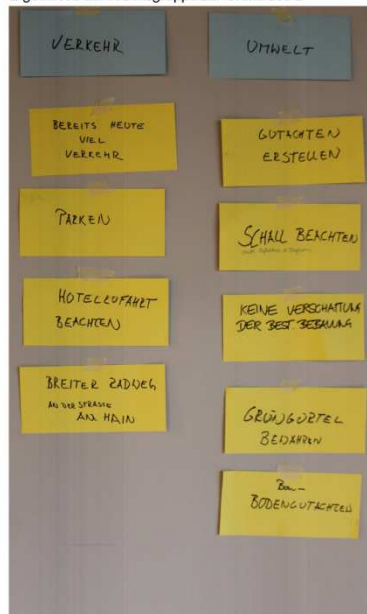 VERKEHR
BEREITS HEUTE
VIEL
VERKEHR
PARKEN
HOTELZUFAHRT
BEACHTEN
BREITER RADWEG
AN DER STRASSE
AM HAIN
UMWELT
GUTACHTEN
ERSTELLEN
SCHALL BEACHTEN
KEINE VERSCHATTUNG
DER BEST. BEBAUUNG
GRÜNGÜRTEL
BEWAHREN
BODENGUTACHTEN